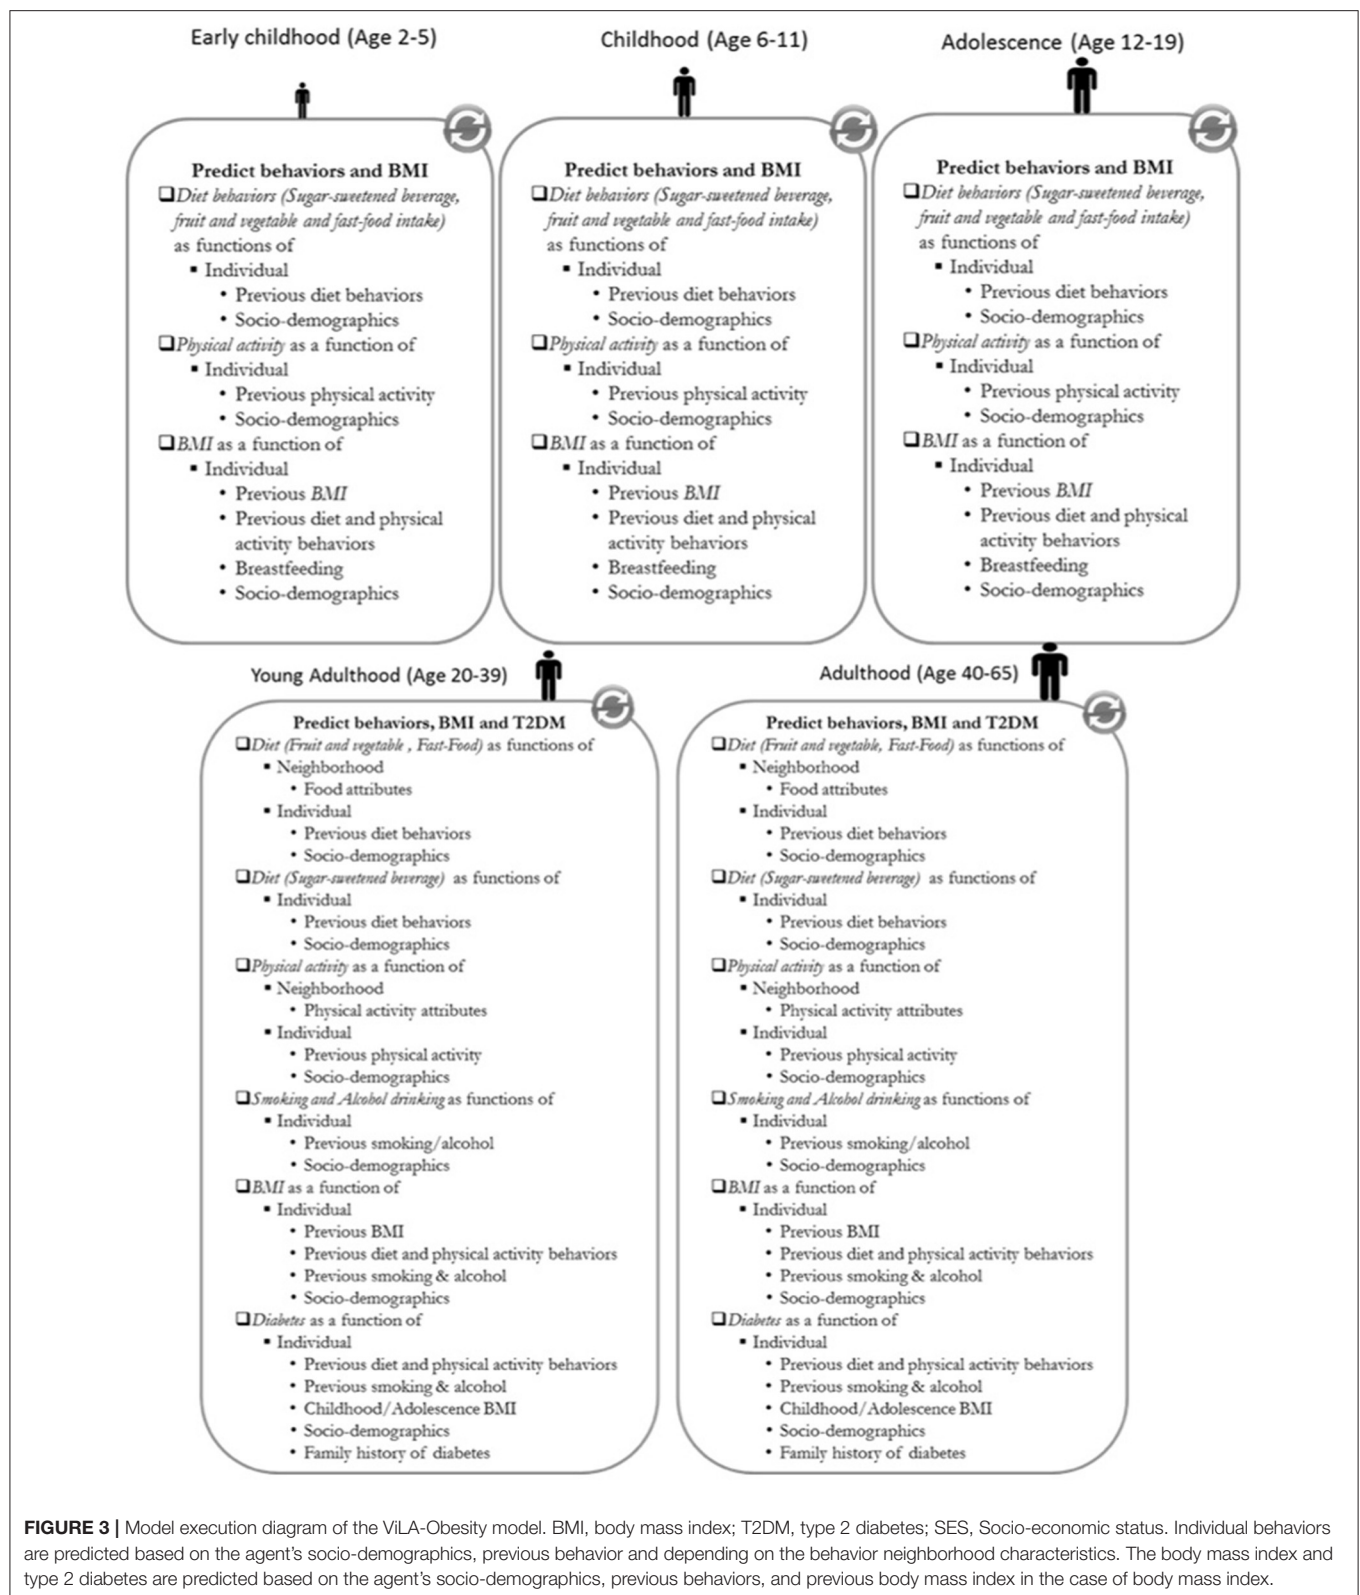 Early childhood (Age 2-5)
Predict behaviors and BMI
❑Diet behaviors (Sugar-sweetened beverage,
fruit and vegetable and fast-food intake)
as functions of
▪ Individual
• Previous diet behaviors
• Socio-demographics
❑Physical activity as a function of
▪ Individual
• Previous physical activity
• Socio-demographics
❑BMI as a function of
▪ Individual
• Previous BMI
• Previous diet and physical
activity behaviors
• Breastfeeding
• Socio-demographics
Childhood (Age 6-11)
Predict behaviors and BMI
❑Diet behaviors (Sugar-sweetened beverage,
fruit and vegetable and fast-food intake)
as functions of
▪ Individual
• Previous diet behaviors
• Socio-demographics
❑Physical activity as a function of
▪ Individual
• Previous physical activity
• Socio-demographics
❑BMI as a function of
▪ Individual
• Previous BMI
• Previous diet and physical
activity behaviors
• Breastfeeding
• Socio-demographics
Adolescence (Age 12-19)
Predict behaviors and BMI
❑Diet behaviors (Sugar-sweetened beverage,
fruit and vegetable and fast-food intake)
as functions of
▪ Individual
• Previous diet behaviors
• Socio-demographics
❑Physical activity as a function of
▪ Individual
• Previous physical activity
• Socio-demographics
❑BMI as a function of
▪ Individual
• Previous BMI
• Previous diet and physical
activity behaviors
• Breastfeeding
• Socio-demographics
Young Adulthood (Age 20-39)
Predict behaviors, BMI and T2DM
❑Diet (Fruit and vegetable , Fast-Food) as functions of
▪ Neighborhood
• Food attributes
▪ Individual
• Previous diet behaviors
• Socio-demographics
❑Diet (Sugar-sweetened beverage) as functions of
▪ Individual
• Previous diet behaviors
• Socio-demographics
❑Physical activity as a function of
▪ Neighborhood
• Physical activity attributes
▪ Individual
• Previous physical activity
• Socio-demographics
❑Smoking and Alcohol drinking as functions of
▪ Individual
• Previous smoking/alcohol
• Socio-demographics
❑BMI as a function of
▪ Individual
• Previous BMI
• Previous diet and physical activity behaviors
• Previous smoking & alcohol
• Socio-demographics
❑Diabetes as a function of
▪ Individual
• Previous diet and physical activity behaviors
• Previous smoking & alcohol
• Childhood/Adolescence BMI
• Socio-demographics
• Family history of diabetes
Adulthood (Age 40-65)
Predict behaviors, BMI and T2DM
❑Diet (Fruit and vegetable, Fast-Food) as functions of
▪ Neighborhood
• Food attributes
▪ Individual
• Previous diet behaviors
• Socio-demographics
❑Diet (Sugar-sweetened beverage) as functions of
▪ Individual
• Previous diet behaviors
• Socio-demographics
❑Physical activity as a function of
▪ Neighborhood
• Physical activity attributes
▪ Individual
• Previous physical activity
• Socio-demographics
❑Smoking and Alcohol drinking as functions of
▪ Individual
• Previous smoking/alcohol
• Socio-demographics
❑BMI as a function of
▪ Individual
• Previous BMI
• Previous diet and physical activity behaviors
• Previous smoking & alcohol
• Socio-demographics
❑Diabetes as a function of
▪ Individual
• Previous diet and physical activity behaviors
• Previous smoking & alcohol
• Childhood/Adolescence BMI
• Socio-demographics
• Family history of diabetes
FIGURE 3 | Model execution diagram of the ViLA-Obesity model. BMI, body mass index; T2DM, type 2 diabetes; SES, Socio-economic status. Individual behaviors
are predicted based on the agent's socio-demographics, previous behavior and depending on the behavior neighborhood characteristics. The body mass index and
type 2 diabetes are predicted based on the agent's socio-demographics, previous behaviors, and previous body mass index in the case of body mass index.